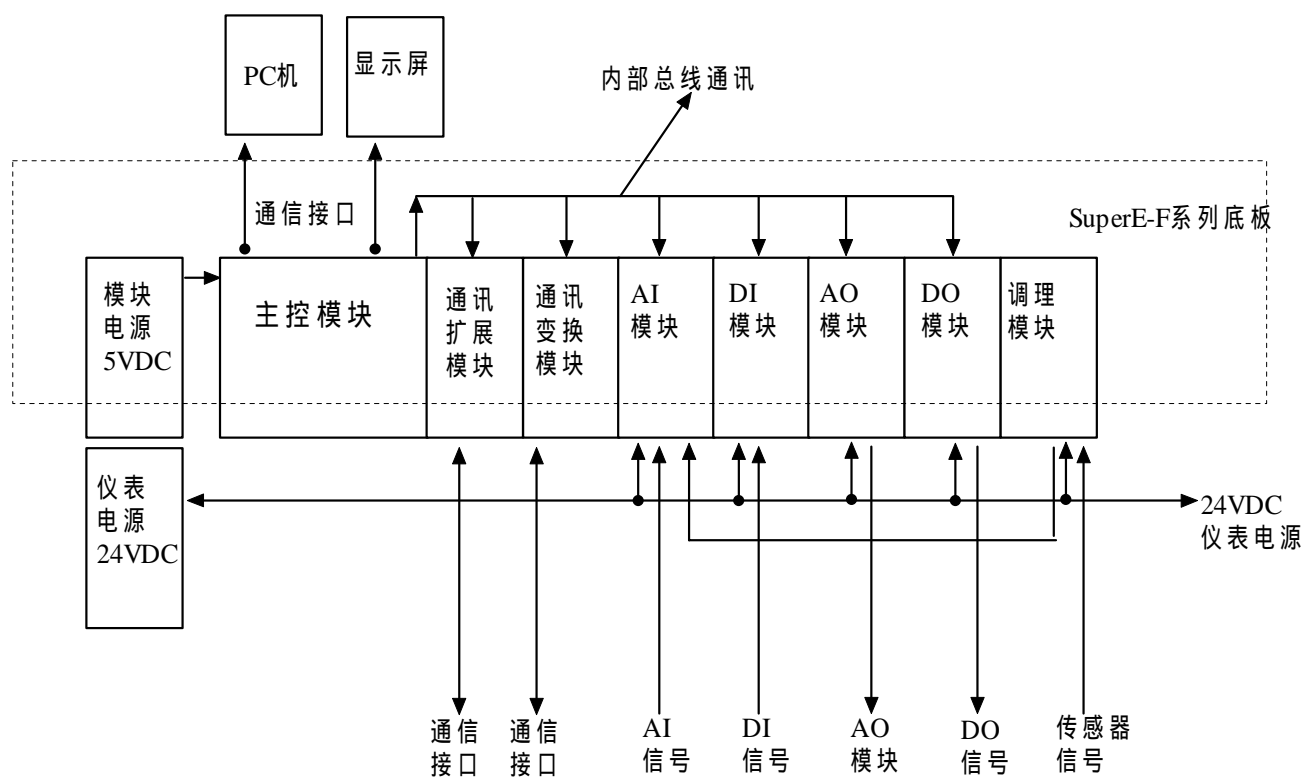 PC机
显示屏
内部总线通讯
通信接口
SuperE-F系列底板
模块
电源
5VDC
主控模块
通讯
扩展
模块
通讯
变换
模块
AI
模块
DI
模块
AO
模块
DO
模块
调理
模块
仪表
电源
24VDC
24VDC
仪表电源
通信
接口
通信
接口
AI
信号
DI
信号
AO
模块
DO
信号
传感器
信号